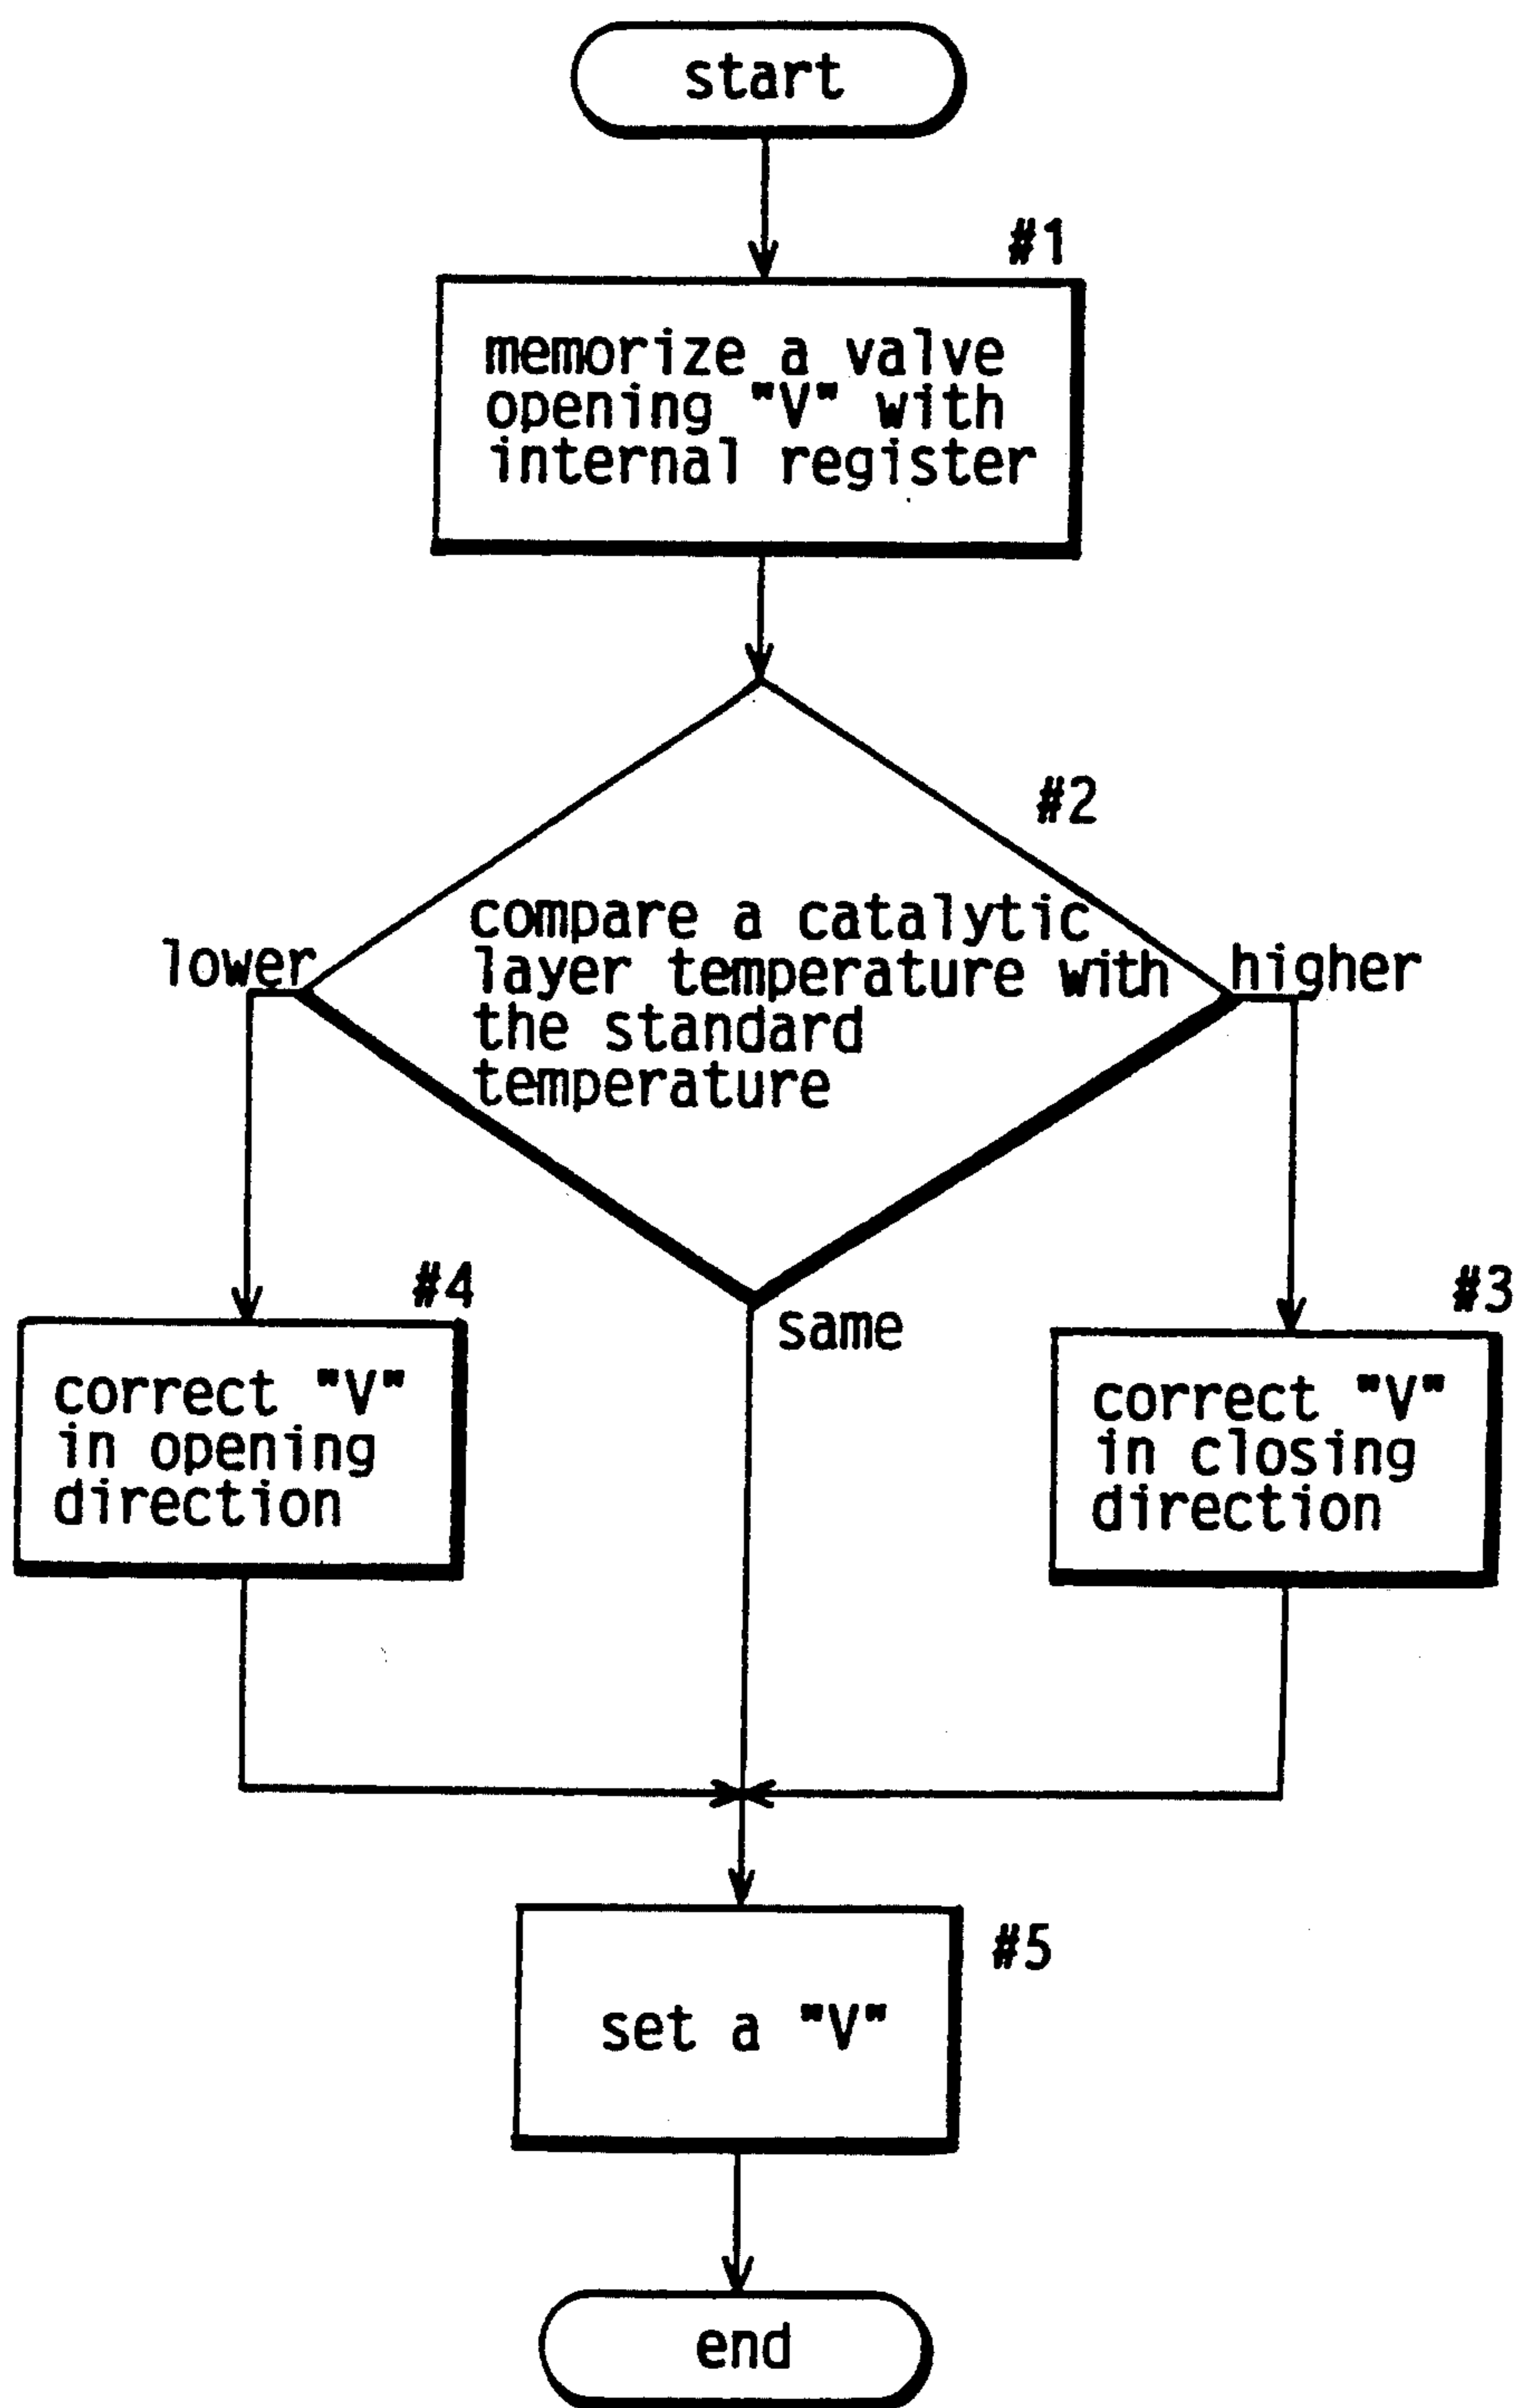 start
#1
memorize a valve
opening "V" with
internal register
#2
compare a catalytic
layer temperature with
the standard
temperature
lower
higher
same
#4
correct "V"
in opening
direction
#3
correct "V"
in closing
direction
#5
set a "V"
end